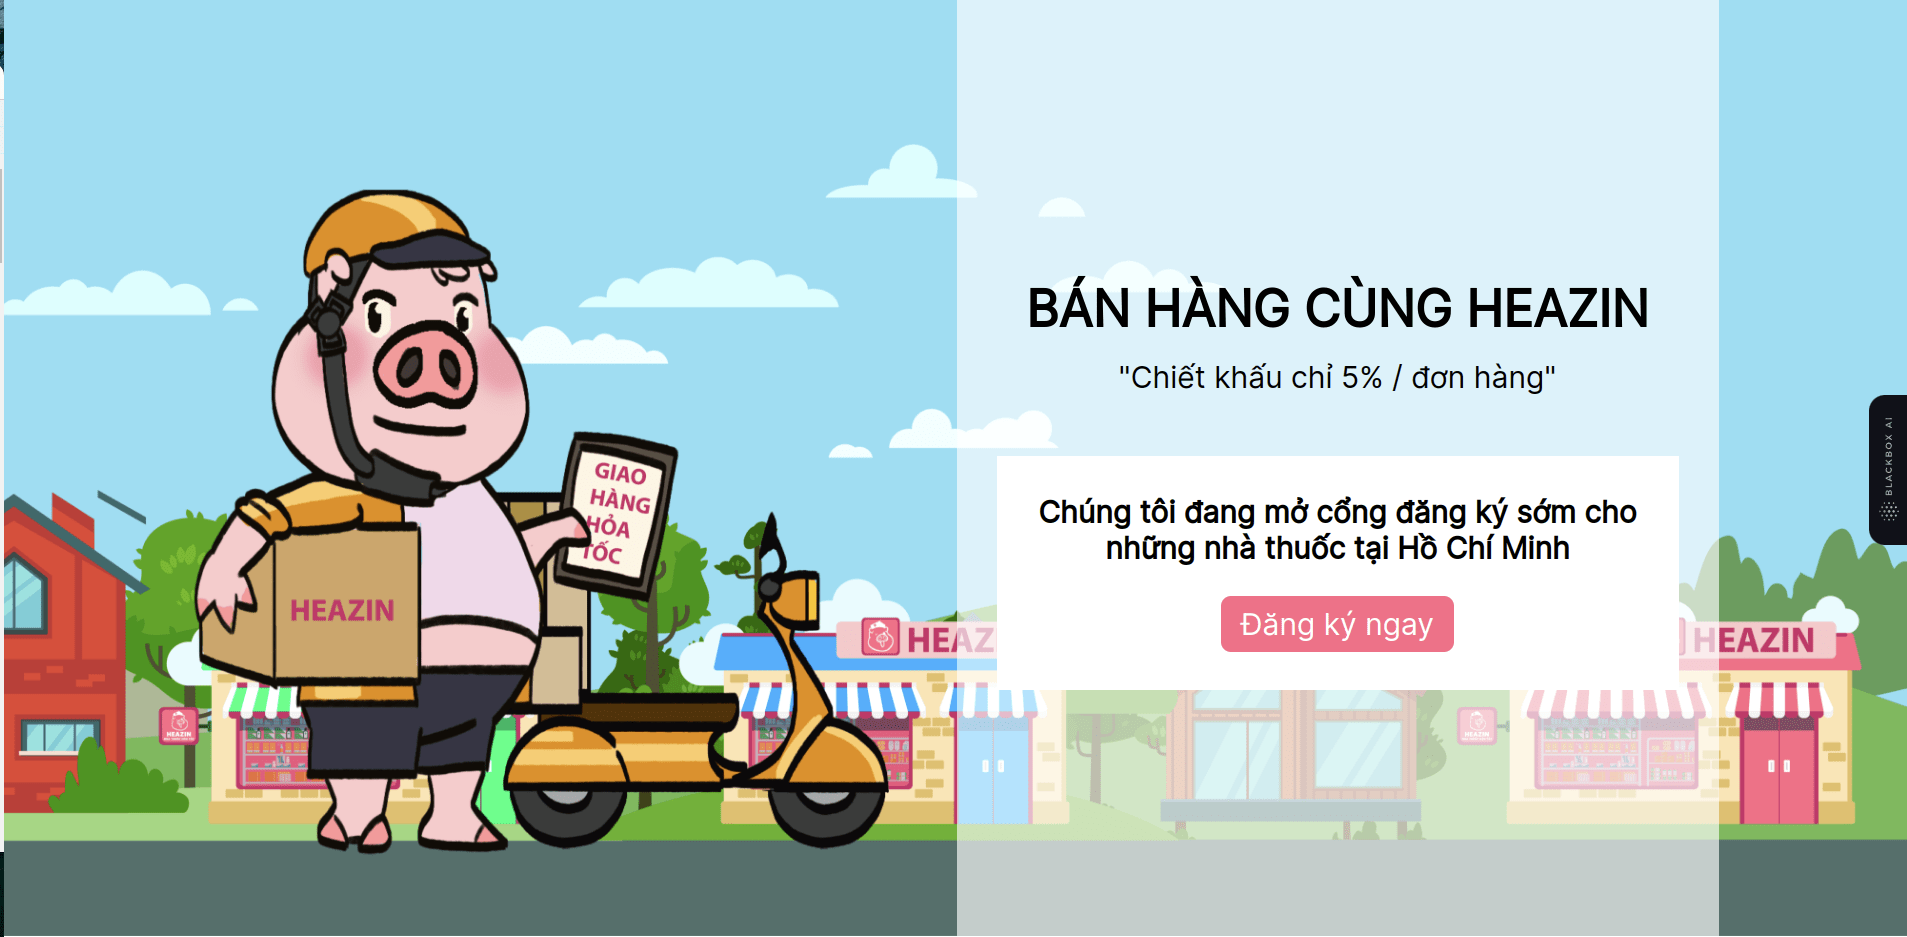 BÁN HÀNG CÙNG HEAZIN
"Chiết khấu chỉ 5% / đơn hàng"
Chúng tôi đang mở cổng đăng ký sớm cho
những nhà thuốc tại Hồ Chí Minh
Đăng ký ngay
GIAO
HÀNG
HỎA
TỐC
HEAZIN
HEAZIN
HEAZ
HEAZIN
HEAZIN
BLACKBOX AI